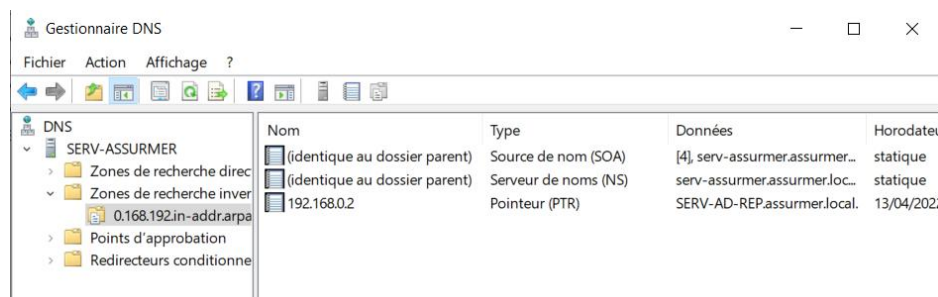 Gestionnaire DNS
Fichier Action Affichage ?
DNS
SERV-ASSURMER
Zones de recherche direc
Zones de recherche inver
0.168.192.in-addr.arpa
Points d'approbation
Redirecteurs conditionne
Nom Type Données Horodateu
(identique au dossier parent) Source de nom (SOA) [4], serv-assurmer.assurmer... statique
(identique au dossier parent) Serveur de noms (NS) serv-assurmer.assurmer.loc... statique
192.168.0.2 Pointeur (PTR) SERV-AD-REP.assurmer.local. 13/04/202